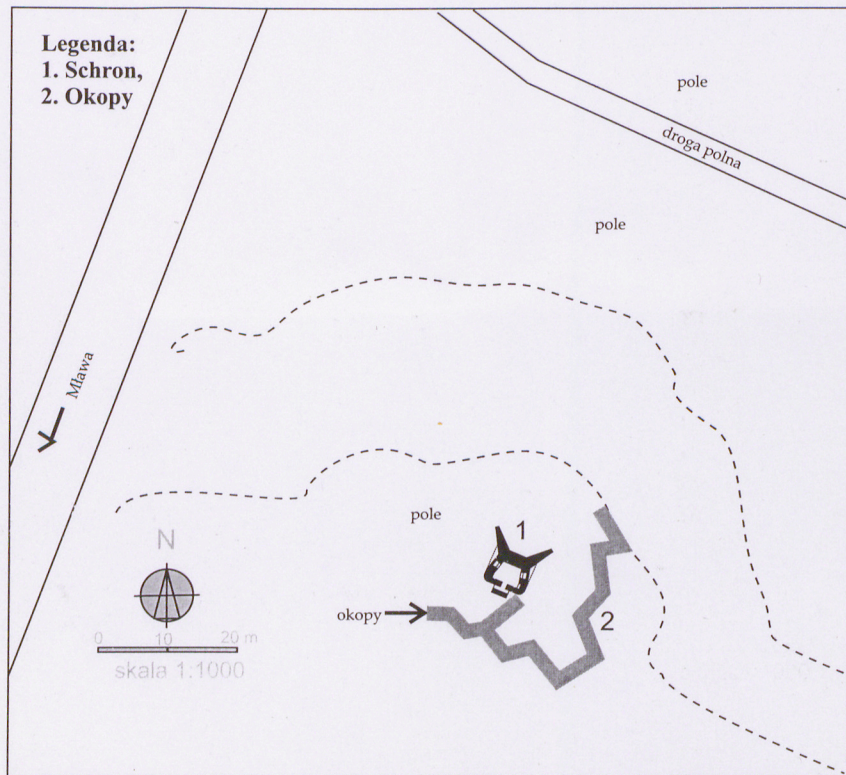 Legenda:
1. Schron,
2. Okopy
pole
droga polna
pole
Mława
pole
1
N
okopy
2
0 10 20 m
skala 1:1000